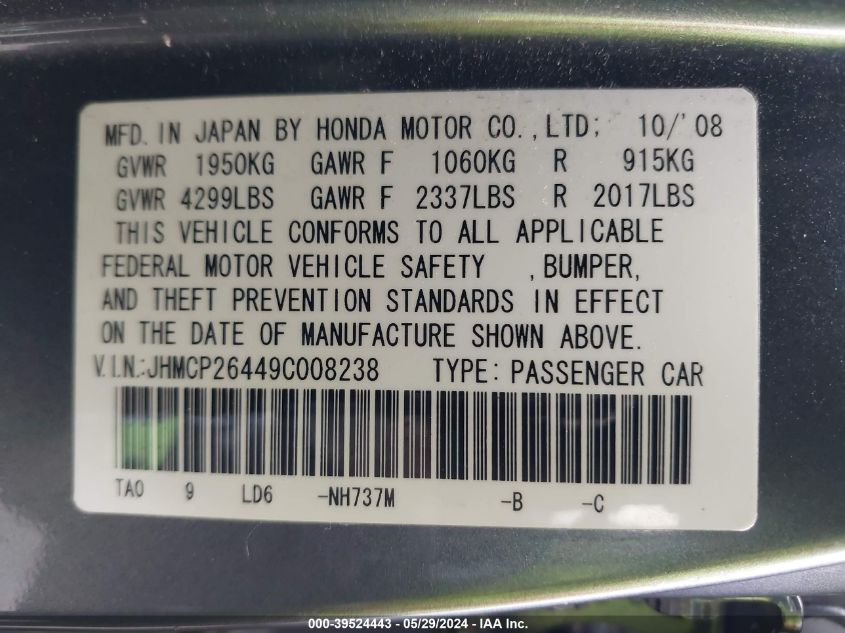 MFD. IN JAPAN BY HONDA MOTOR CO.,LTD; 10/'08
GVWR 1950KG GAWR F 1060KG R 915KG
GVWR 4299LBS GAWR F 2337LBS R 2017LBS
THIS VEHICLE CONFORMS TO ALL APPLICABLE
FEDERAL MOTOR VEHICLE SAFETY , BUMPER,
AND THEFT PREVENTION STANDARDS IN EFFECT
ON THE DATE OF MANUFACTURE SHOWN ABOVE.
V.I.N.:JHMCP26449C008238 TYPE: PASSENGER CAR
TA0 9 LD6 -NH737M -B -C
000-39524443 - 05/29/2024 - IAA Inc.